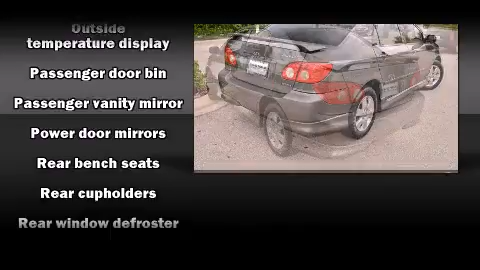 Outside
temperature display
Passenger door bin
Passenger vanity mirror
Power door mirrors
Rear bench seats
Rear cupholders
Rear window defroster